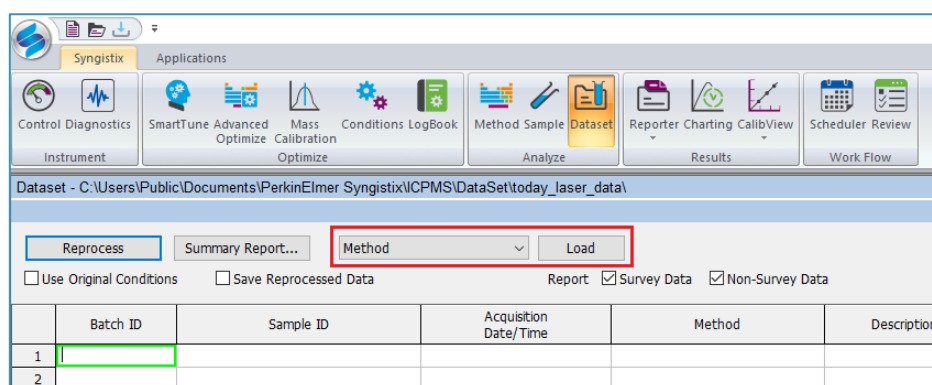 Syngistix Applications
Control Diagnostics SmartTune Advanced Optimize Mass Calibration Conditions LogBook Method Sample Dataset Reporter Charting CalibView Scheduler Review
Instrument Optimize Analyze Results Work Flow
Dataset - C:\Users\Public\Documents\PerkinElmer Syngistix\ICPMS\DataSet\today_laser_data\
Reprocess Summary Report... Method Load
Use Original Conditions Save Reprocessed Data Report Survey Data Non-Survey Data
Batch ID Sample ID Acquisition Date/Time Method Descriptio
1
2